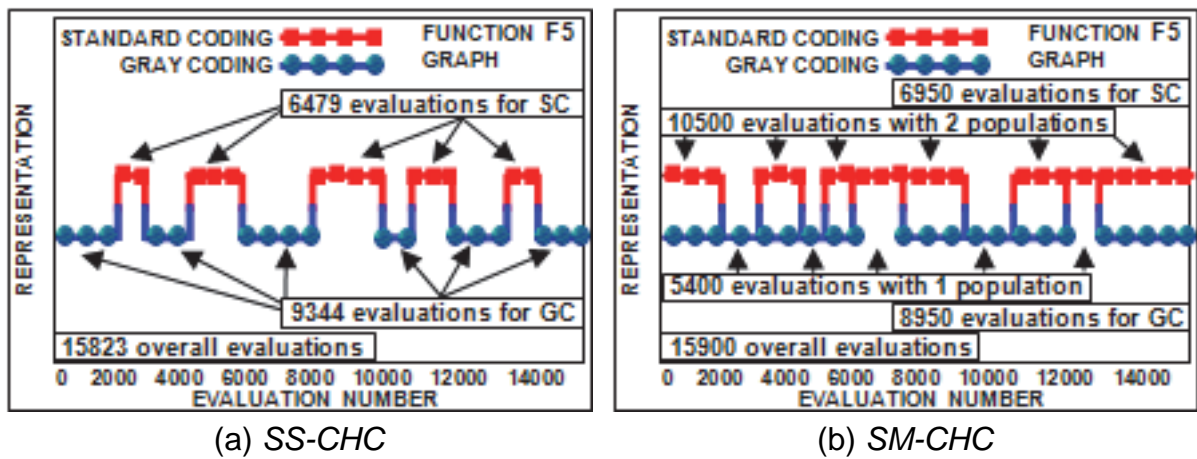 STANDARD CODING FUNCTION F5
GRAY CODING GRAPH
6479 evaluations for SC
REPRESENTATION
9344 evaluations for GC
15823 overall evaluations
0 2000 4000 6000 8000 10000 12000 14000
EVALUATION NUMBER
(a) SS-CHC
STANDARD CODING FUNCTION F5
GRAY CODING GRAPH
6950 evaluations for SC
10500 evaluations with 2 populations
REPRESENTATION
5400 evaluations with 1 population
8950 evaluations for GC
15900 overall evaluations
0 2000 4000 6000 8000 10000 12000 14000
EVALUATION NUMBER
(b) SM-CHC